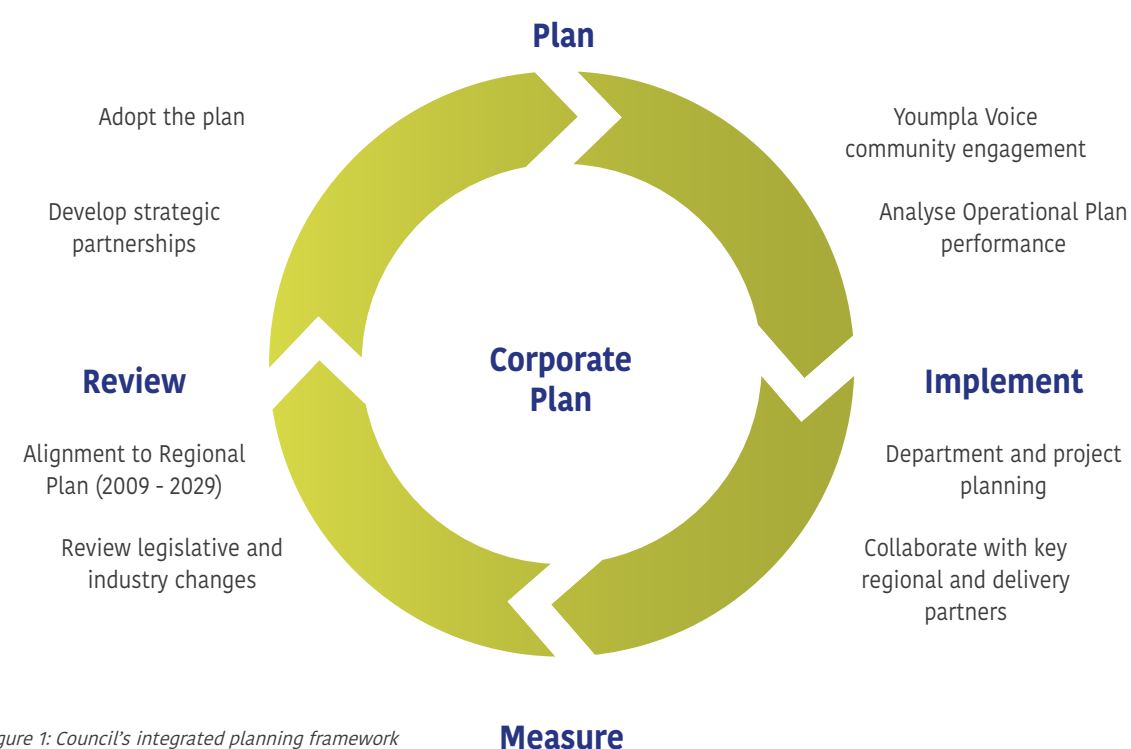 Plan
Adopt the plan
Youmpla Voice
community engagement
Develop strategic
partnerships
Analyse Operational Plan
performance
Corporate
Plan
Review
Implement
Alignment to Regional
Plan (2009 - 2029)
Department and project
planning
Review legislative and
industry changes
Collaborate with key
regional and delivery
partners
gure 1: Council's integrated planning framework
Measure